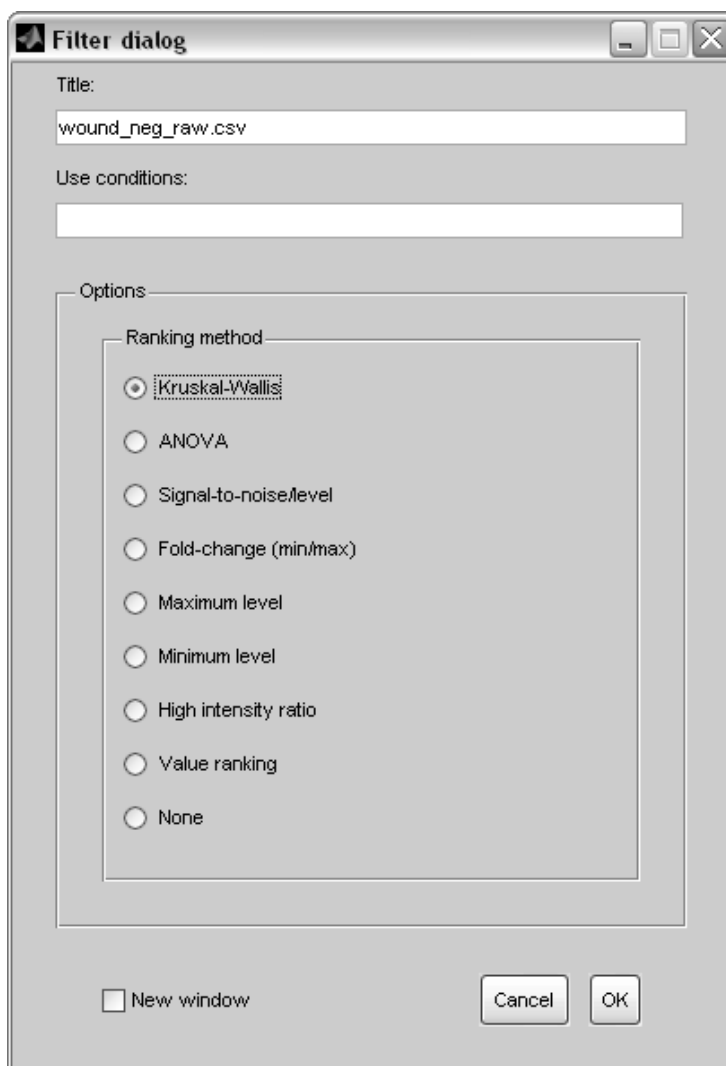 Filter dialog
Title:
wound_neg_raw.csv
Use conditions:
Options
Ranking method
Kruskal-Wallis
ANOVA
Signal-to-noise/level
Fold-change (min/max)
Maximum level
Minimum level
High intensity ratio
Value ranking
None
New window Cancel OK